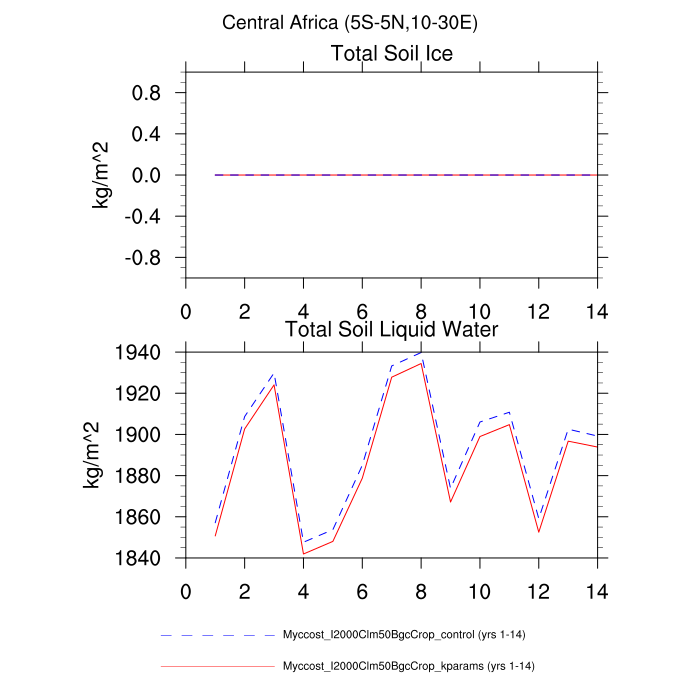 Central Africa (5S-5N,10-30E)
Total Soil Ice
kg/m^2
0.8
0.4
0.0
-0.4
-0.8
0 2 4 6 8 10 12 14
Total Soil Liquid Water
kg/m^2
1940
1920
1900
1880
1860
1840
0 2 4 6 8 10 12 14
Myccost_I2000Clm50BgcCrop_control (yrs 1-14)
Myccost_I2000Clm50BgcCrop_kparams (yrs 1-14)